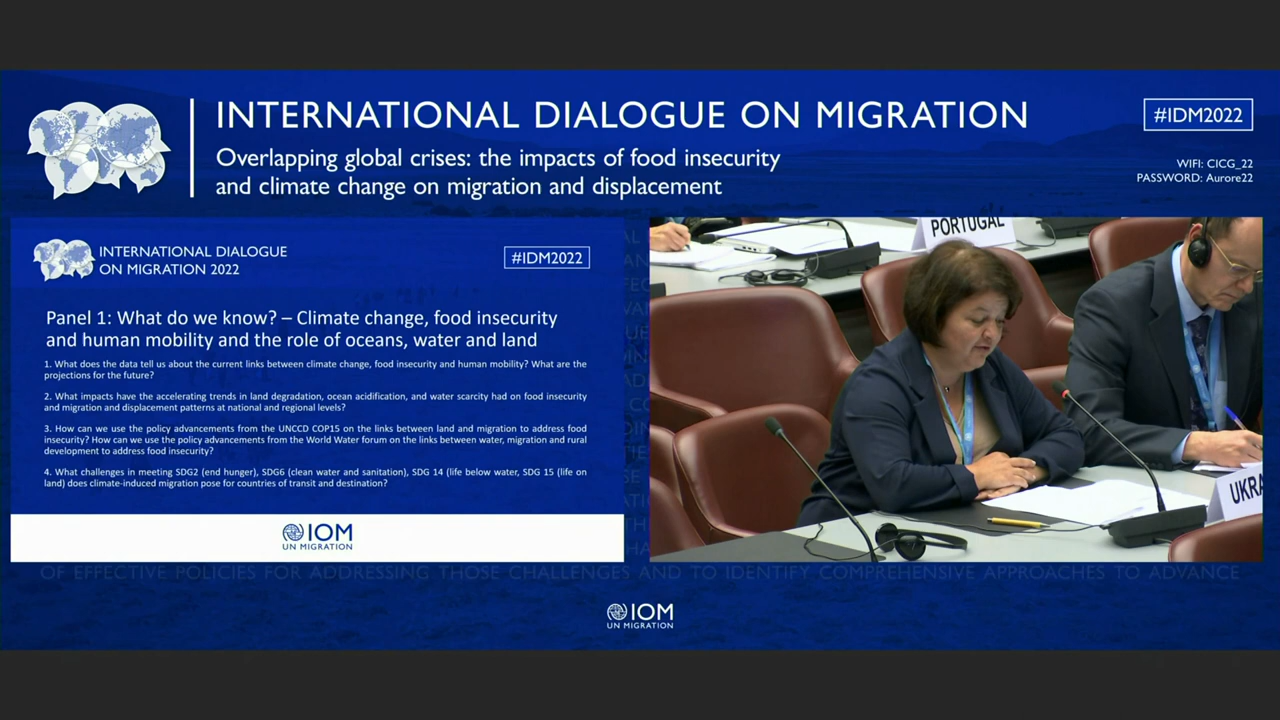 INTERNATIONAL DIALOGUE ON MIGRATION
Overlapping global crises: the impacts of food insecurity
and climate change on migration and displacement
#IDM2022
WIFI: CICG_22
PASSWORD: Aurore22
INTERNATIONAL DIALOGUE
ON MIGRATION 2022
#IDM2022
Panel 1: What do we know? – Climate change, food insecurity
and human mobility and the role of oceans, water and land
1. What does the data tell us about the current links between climate change, food insecurity and human mobility? What are the
projections for the future?
2. What impacts have the accelerating trends in land degradation, ocean acidification, and water scarcity had on food insecurity
and migration and displacement patterns at national and regional levels?
3. How can we use the policy advancements from the UNCCD COP15 on the links between land and migration to address food
insecurity? How can we use the policy advancements from the World Water forum on the links between water, migration and rural
development to address food insecurity?
4. What challenges in meeting SDG2 (end hunger), SDG6 (clean water and sanitation), SDG 14 (life below water, SDG 15 (life on
land) does climate-induced migration pose for countries of transit and destination?
IOM
UN MIGRATION
PORTUGAL
UKRA
OF EFFECTIVE POLICIES FOR ADDRESSING THOSE CHALLENGES AND TO IDENTIFY COMPREHENSIVE APPROACHES TO ADVANCE
IOM
UN MIGRATION